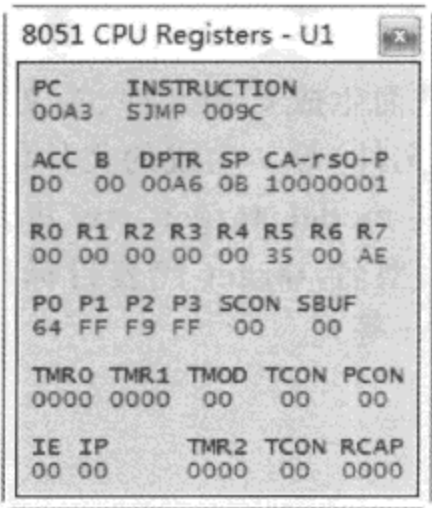 8051 CPU Registers - U1
PC INSTRUCTION
00A3 SJMP 009C
ACC B DPTR SP CA-rs0-P
D0 00 00A6 0B 10000001
R0 R1 R2 R3 R4 R5 R6 R7
00 00 00 00 00 35 00 AE
P0 P1 P2 P3 SCON SBUF
64 FF F9 FF 00 00
TMR0 TMR1 TMOD TCON PCON
0000 0000 00 00 00
IE IP TMR2 TCON RCAP
00 00 0000 00 0000